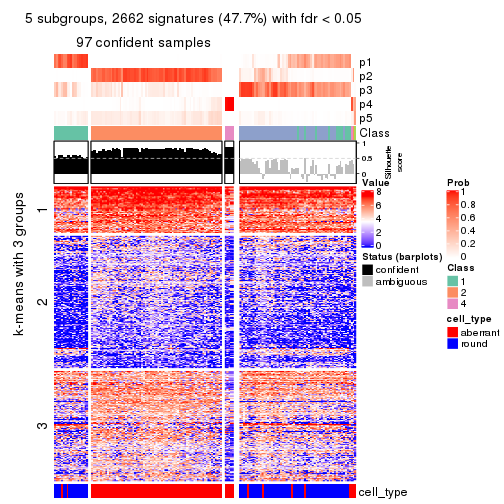 5 subgroups, 2662 signatures (47.7%) with fdr < 0.05
97 confident samples
p1
p2
p3
p4
p5
Class
1
0.5
0
Silhouette
score
k-means with 3 groups
1
2
3
cell_type
Value
8
6
4
2
0
Status (barplots)
confident
ambiguous
Prob
1
0.8
0.6
0.4
0.2
0
Class
1
2
4
cell_type
aberrant
round